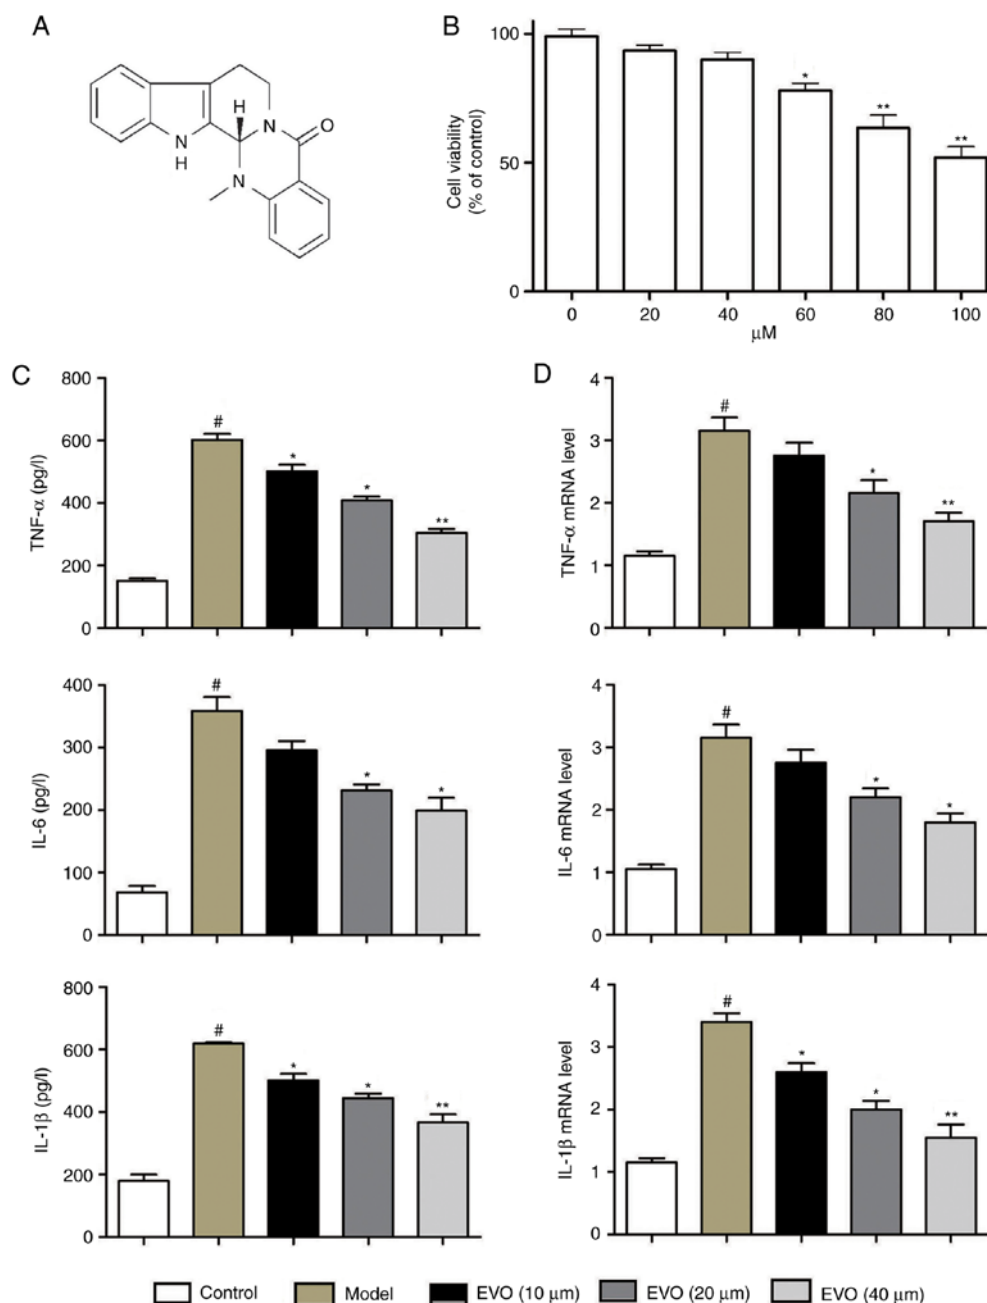 A
H
N
O
N
H
N
B
Cell viability
(% of control)
100
50
0
*
**
**
0 20 40 60 80 100
μM
C
TNF-α (pg/l)
800
600
400
200
0
#
*
*
**
D
TNF-α mRNA level
4
3
2
1
0
#
*
**
IL-6 (pg/l)
400
300
200
100
0
#
*
*
IL-6 mRNA level
4
3
2
1
0
#
*
*
IL-1β (pg/l)
800
600
400
200
0
#
*
*
**
IL-1β mRNA level
4
3
2
1
0
#
*
*
**
Control Model EVO (10 μm) EVO (20 μm) EVO (40 μm)